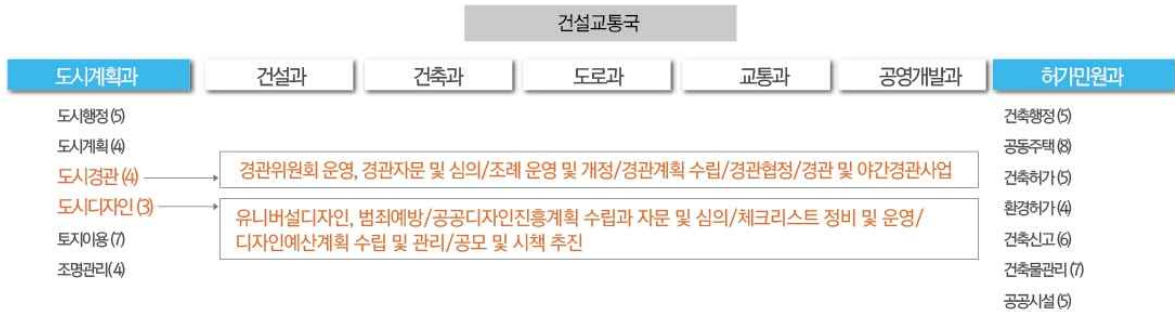 건설교통국
도시계획과 건설과 건축과 도로과 교통과 공영개발과 허가민원과
도시행정 (5)
도시계획 (4)
도시경관 (4)
도시디자인 (3)
토지이용 (7)
조명관리(4)
경관위원회 운영, 경관자문 및 심의/조례 운영 및 개정/경관계획 수립/경관협정/경관 및 야간경관사업
유니버설디자인, 범죄예방/공공디자인진흥계획 수립과 자문 및 심의/체크리스트 정비 및 운영/
디자인예산계획 수립 및 관리/공모 및 시책 추진
건축행정 (5)
공동주택 (8)
건축허가 (5)
환경허가 (4)
건축신고 (6)
건축물관리 (7)
공공시설 (5)